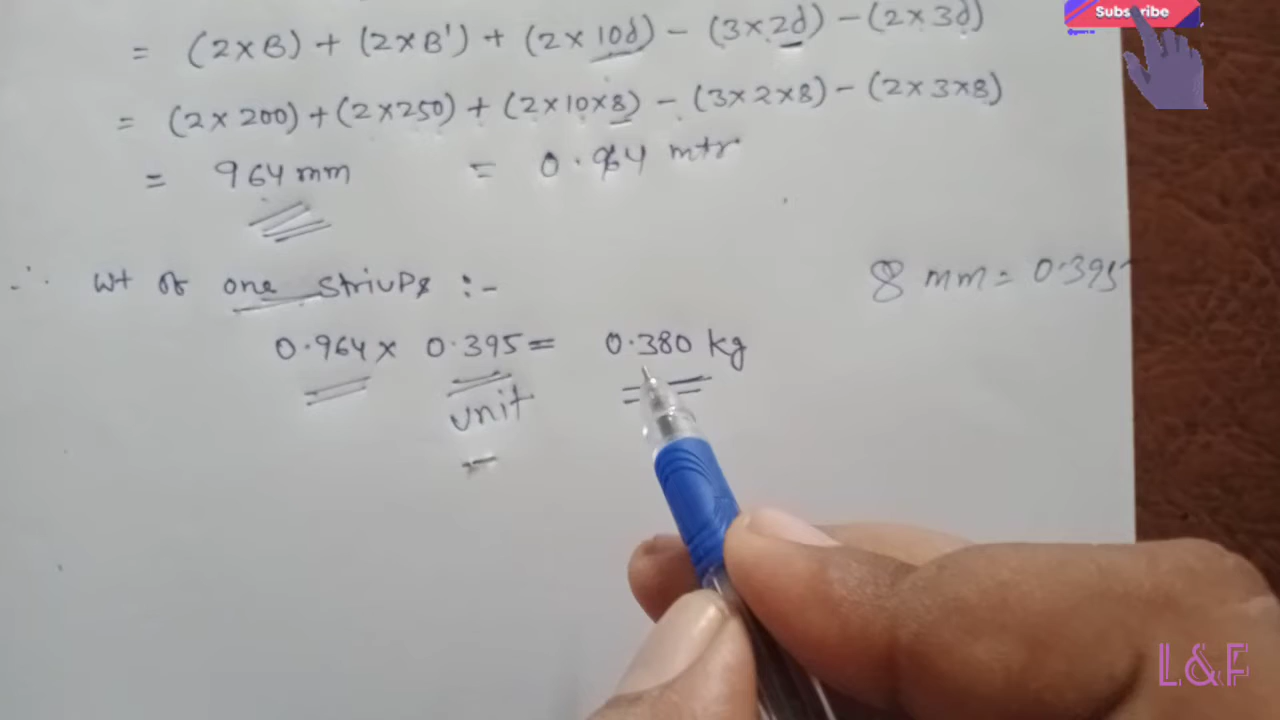 Subscribe
= (2×B) + (2×B') + (2×10d) - (3×2d) - (2×3d)
= (2×200) + (2×250) + (2×10×8) - (3×2×8) - (2×3×8)
= 964 mm = 0.964 mtr
∴ wt of one strirups :-
8 mm = 0.395
0.964 × 0.395 = 0.380 kg
unit
L&F